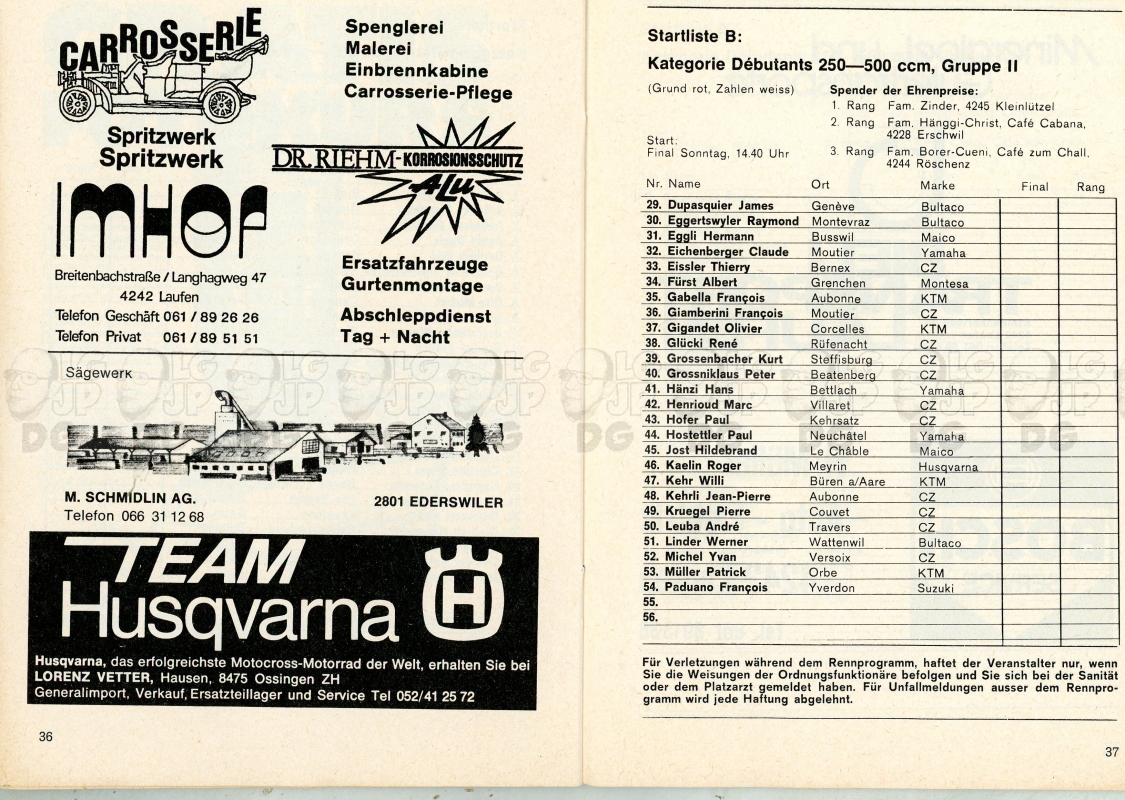 CARROSSERIE
Spritzwerk
Spritzwerk
IMHOF
Breitenbachstraße / Langhagweg 47
4242 Laufen
Telefon Geschäft 061 / 89 26 26
Telefon Privat 061 / 89 51 51
Spenglerei
Malerei
Einbrennkabine
Carrosserie-Pflege
DR. RIEHM-KORROSIONSSCHUTZ
ALu
Ersatzfahrzeuge
Gurtenmontage
Abschleppdienst
Tag + Nacht
Sägewerk
M. SCHMIDLIN AG.
Telefon 066 31 12 68
2801 EDERSWILER
TEAM
Husqvarna
H
Husqvarna, das erfolgreichste Motocross-Motorrad der Welt, erhalten Sie bei
LORENZ VETTER, Hausen, 8475 Ossingen ZH
Generalimport, Verkauf, Ersatzteillager und Service Tel 052/41 25 72
36
Startliste B:
Kategorie Débutants 250—500 ccm, Gruppe II
(Grund rot, Zahlen weiss)
Start:
Final Sonntag, 14.40 Uhr
Spender der Ehrenpreise:
1. Rang Fam. Zinder, 4245 Kleinlützel
2. Rang Fam. Hänggi-Christ, Café Cabana,
4228 Erschwil
3. Rang Fam. Borer-Cueni, Café zum Chall,
4244 Röschenz
Nr. Name Ort Marke Final Rang
29. Dupasquier James Genève Bultaco
30. Eggertswyler Raymond Montevraz Bultaco
31. Eggli Hermann Busswil Maico
32. Eichenberger Claude Moutier Yamaha
33. Eissler Thierry Bernex CZ
34. Fürst Albert Grenchen Montesa
35. Gabella François Aubonne KTM
36. Giamberini François Moutier CZ
37. Gigandet Olivier Corcelles KTM
38. Glücki René Rüfenacht CZ
39. Grossenbacher Kurt Steffisburg CZ
40. Grossniklaus Peter Beatenberg CZ
41. Hänzi Hans Bettlach Yamaha
42. Henrioud Marc Villaret CZ
43. Hofer Paul Kehrsatz CZ
44. Hostettler Paul Neuchâtel Yamaha
45. Jost Hildebrand Le Châble Maico
46. Kaelin Roger Meyrin Husqvarna
47. Kehr Willi Büren a/Aare KTM
48. Kehrli Jean-Pierre Aubonne CZ
49. Kruegel Pierre Couvet CZ
50. Leuba André Travers CZ
51. Linder Werner Wattenwil Bultaco
52. Michel Yvan Versoix CZ
53. Müller Patrick Orbe KTM
54. Paduano François Yverdon Suzuki
55.
56.
Für Verletzungen während dem Rennprogramm, haftet der Veranstalter nur, wenn
Sie die Weisungen der Ordnungsfunktionäre befolgen und Sie sich bei der Sanität
oder dem Platzarzt gemeldet haben. Für Unfallmeldungen ausser dem Rennpro-
gramm wird jede Haftung abgelehnt.
37